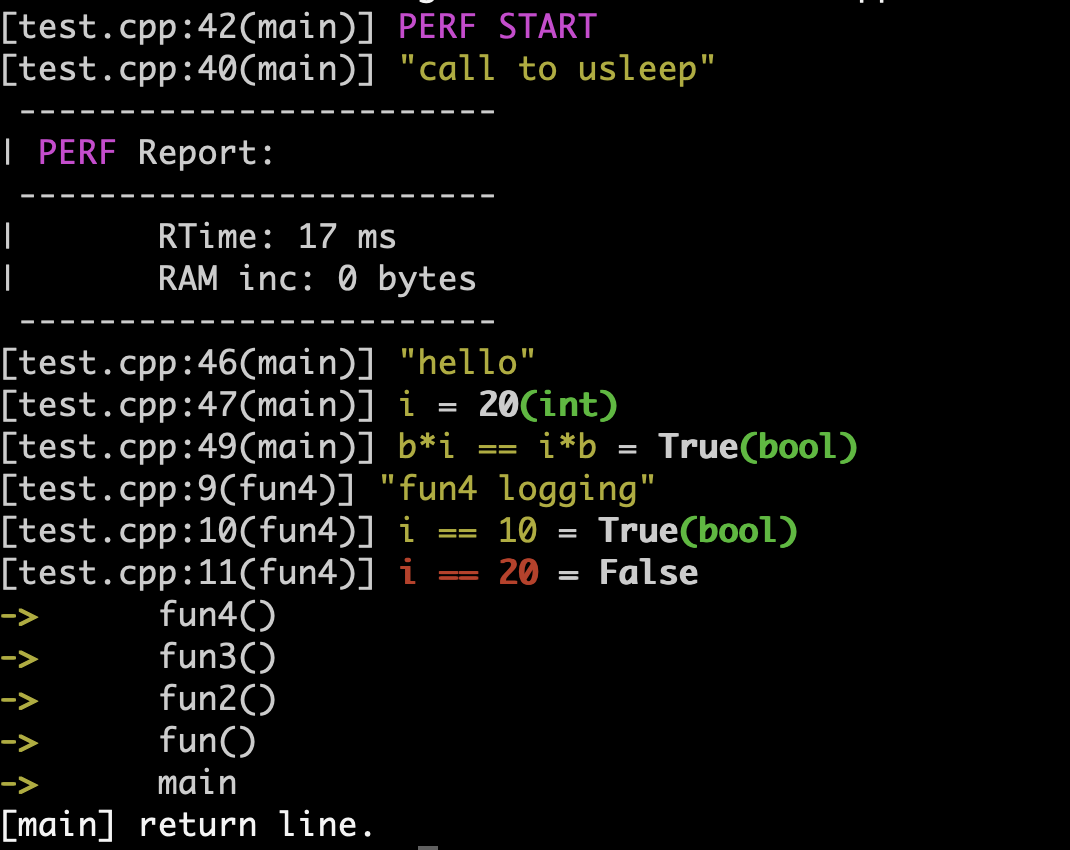 [test.cpp:42(main)] PERF START
[test.cpp:40(main)] "call to usleep"
------------------------
| PERF Report:
------------------------
|       RTime: 17 ms
|       RAM inc: 0 bytes
------------------------
[test.cpp:46(main)] "hello"
[test.cpp:47(main)] i = 20(int)
[test.cpp:49(main)] b*i == i*b = True(bool)
[test.cpp:9(fun4)] "fun4 logging"
[test.cpp:10(fun4)] i == 10 = True(bool)
[test.cpp:11(fun4)] i == 20 = False
->      fun4()
->      fun3()
->      fun2()
->      fun()
->      main
[main] return line.